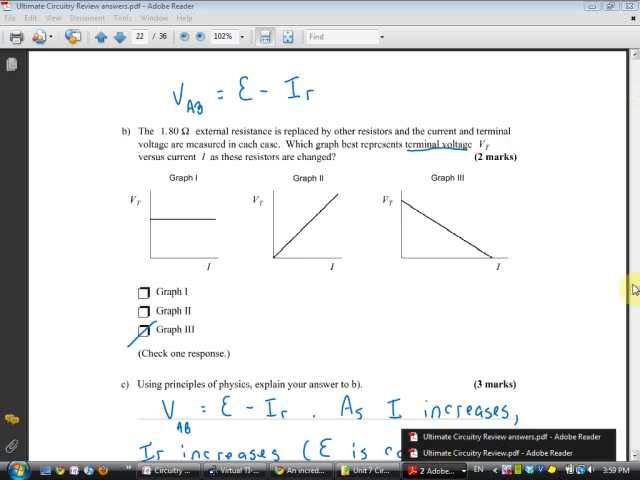 Ultimate Circuitry Review answers.pdf - Adobe Reader
File Edit View Document Tools Window Help
22 / 36 102% Find
V_AB = ε - Ir
b) The 1.80 Ω external resistance is replaced by other resistors and the current and terminal
voltage are measured in each case. Which graph best represents terminal voltage V_T
versus current I as these resistors are changed? (2 marks)
Graph I Graph II Graph III
V_T V_T V_T
I I I
Graph I
Graph II
Graph III
(Check one response.)
c) Using principles of physics, explain your answer to b). (3 marks)
V_AB = ε - Ir. As I increases,
Ir increases (ε is co
Ultimate Circuitry Review answers.pdf - Adobe Reader
Ultimate Circuitry Review.pdf - Adobe Reader
Circuitry ... Virtual TI-... An incred... Unit 7 Circ... 2 Adobe... EN 3:59 PM